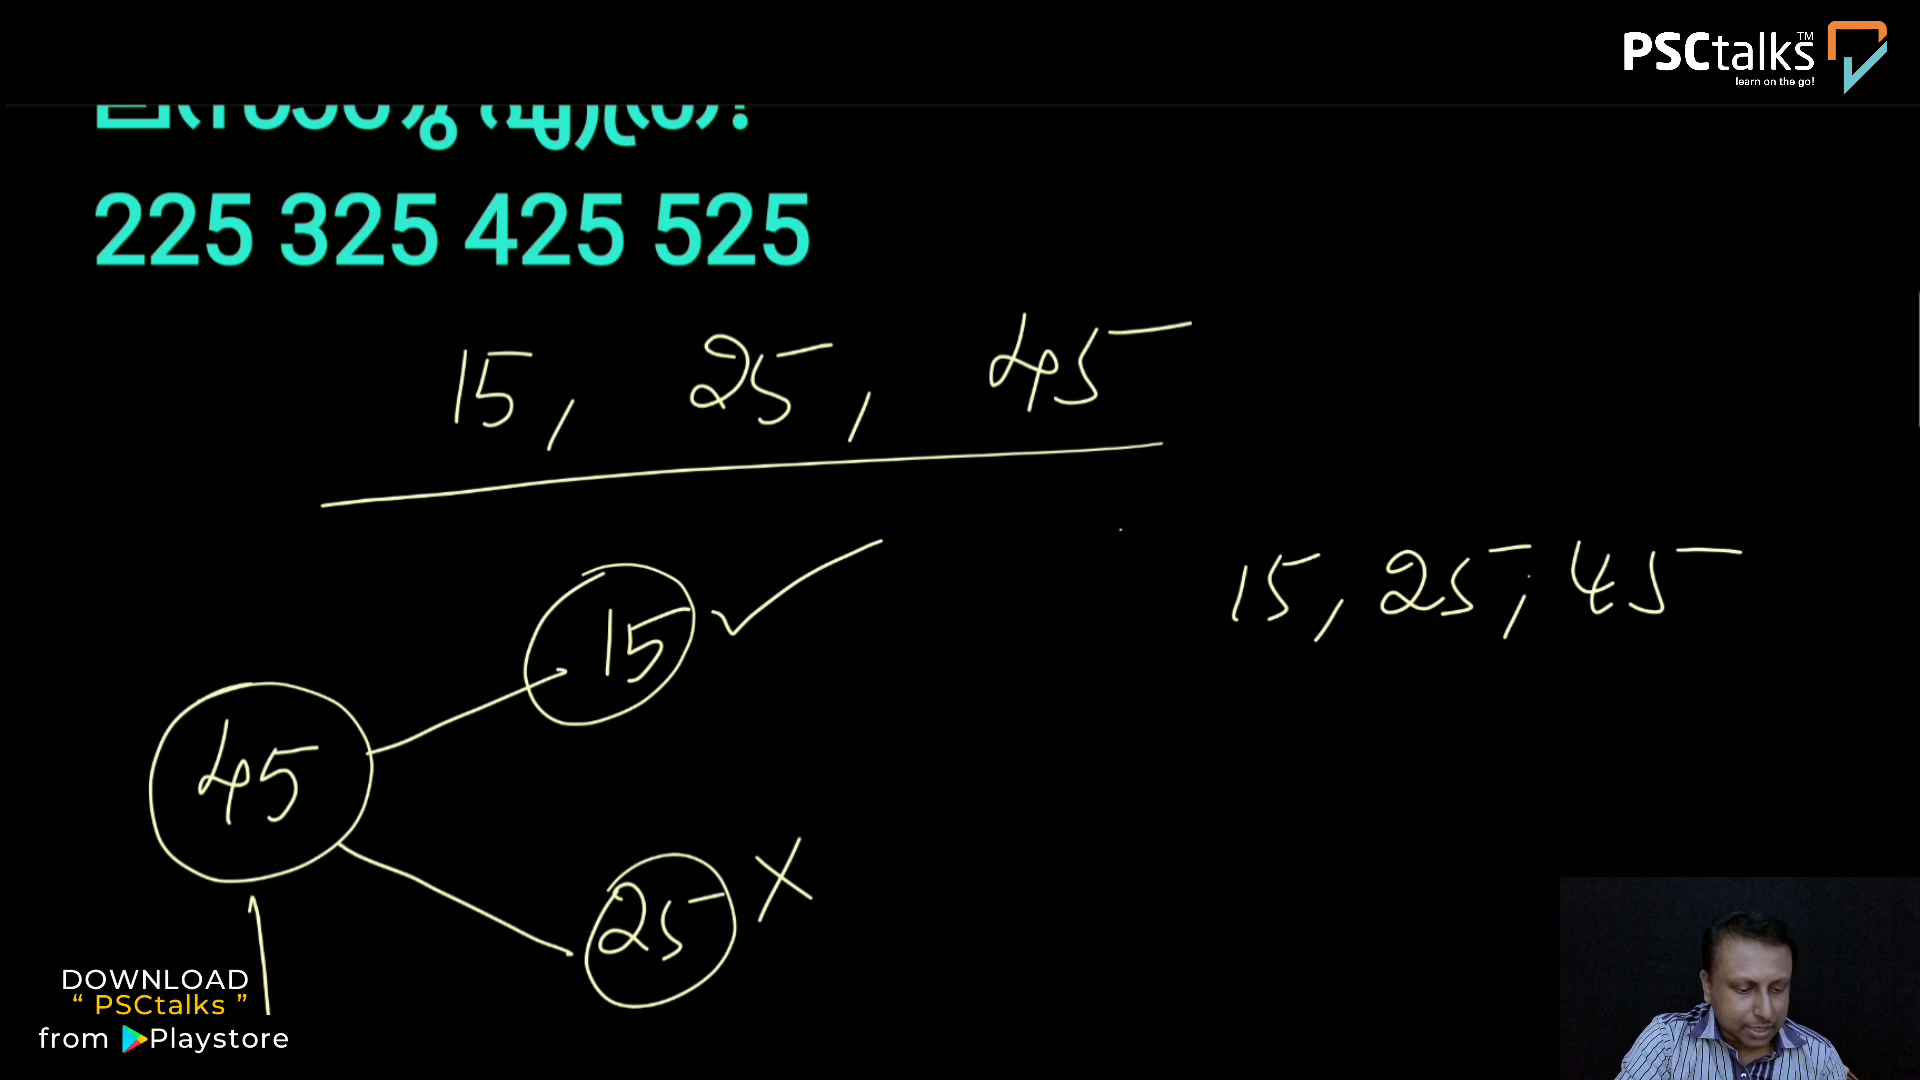 PSCtalks™
learn on the go!
225 325 425 525
15, 25, 45
15, 25, 45
15
45
25
DOWNLOAD
“ PSCtalks ”
from Playstore